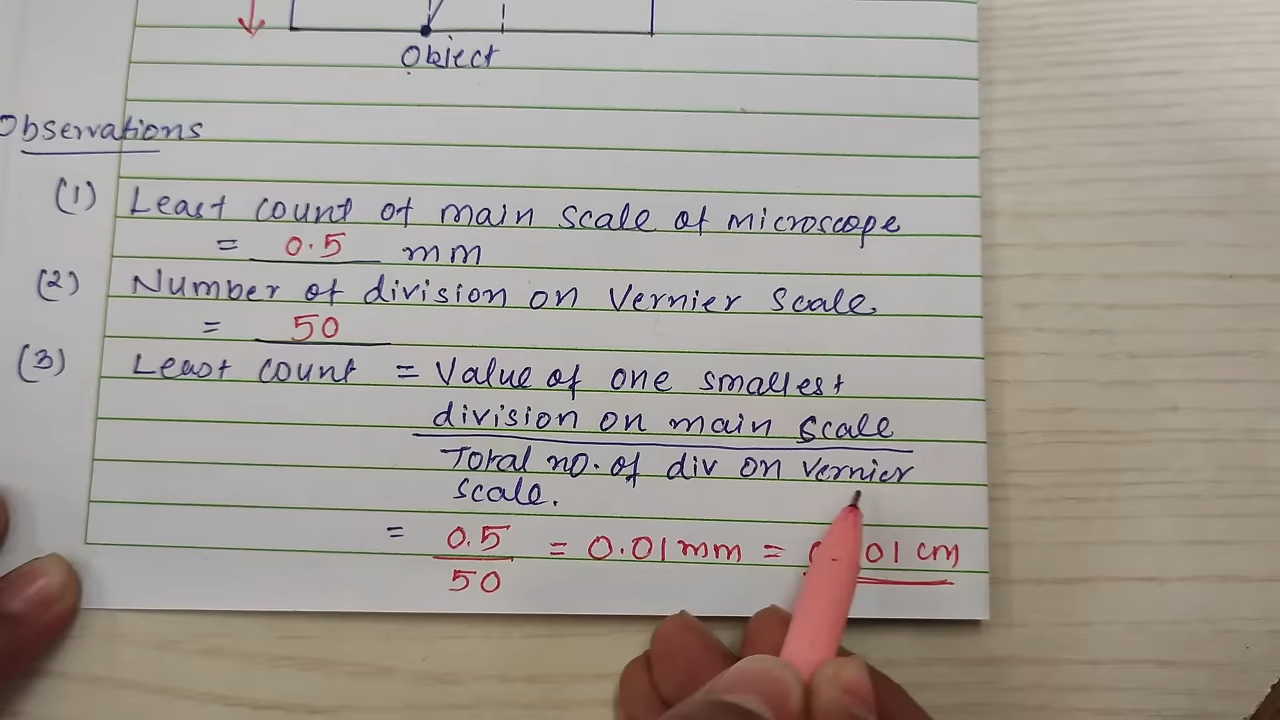 Object
Observations
(1) Least count of main scale of microscope
= 0.5 mm
(2) Number of division on Vernier Scale.
= 50
(3) Least count = Value of one smallest
division on main scale
Total no. of div on vernier
scale.
= 0.5 = 0.01 mm = 01 cm
50